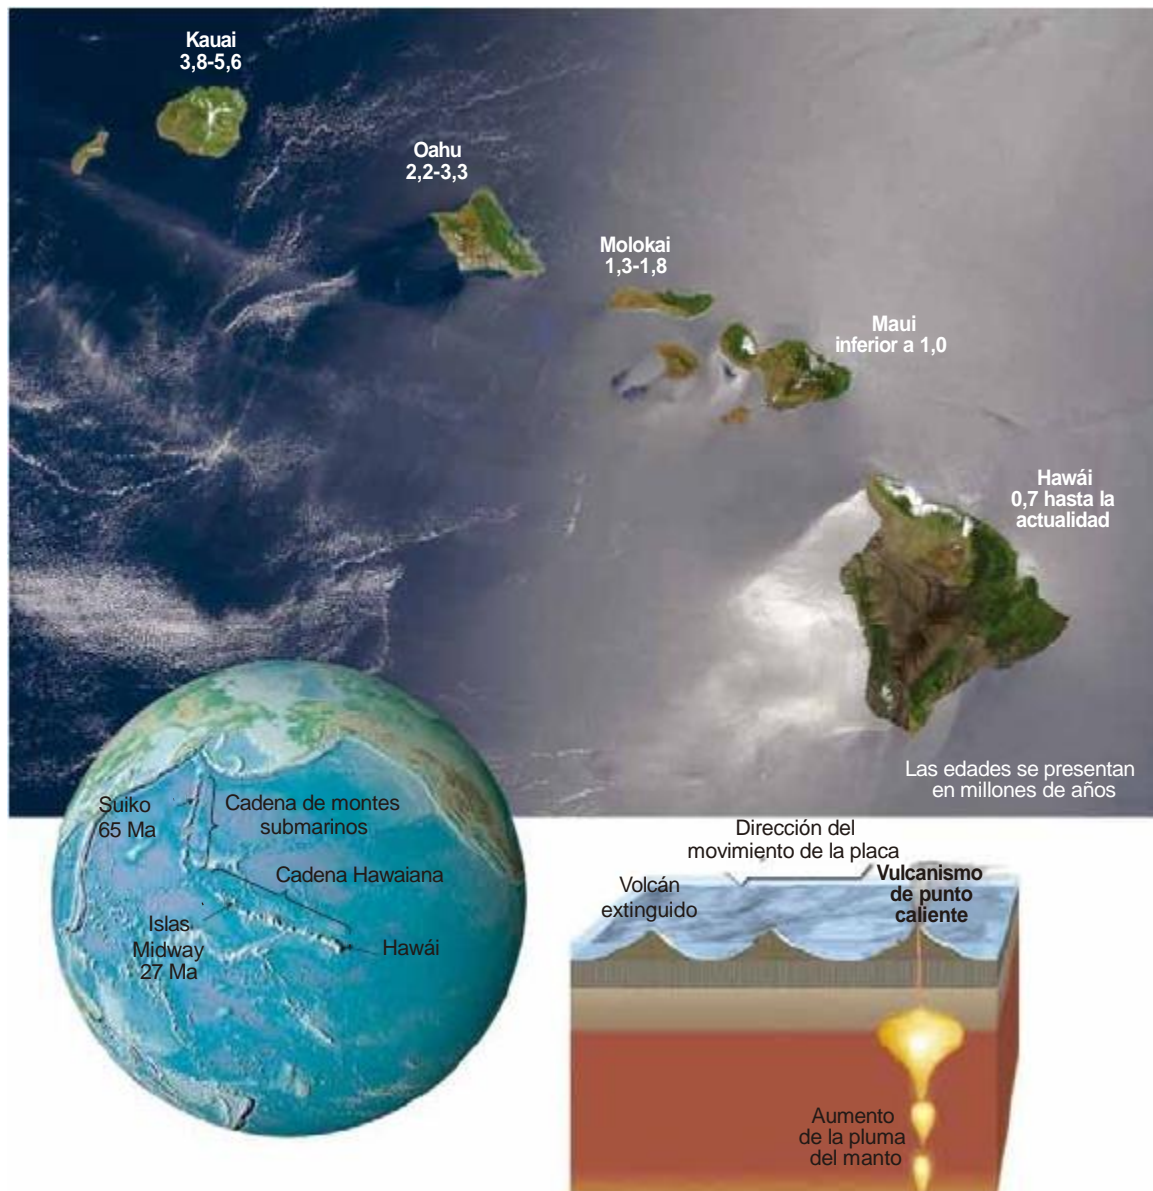 Kauai
3,8-5,6
Oahu
2,2-3,3
Molokai
1,3-1,8
Maui
inferior a 1,0
Hawái
0,7 hasta la
actualidad
Las edades se presentan
en millones de años
Suiko
65 Ma
Cadena de montes
submarinos
Cadena Hawaiana
Islas
Midway
27 Ma
Hawái
Dirección del
movimiento de la placa
Volcán
extinguido
Vulcanismo
de punto
caliente
Aumento
de la pluma
del manto